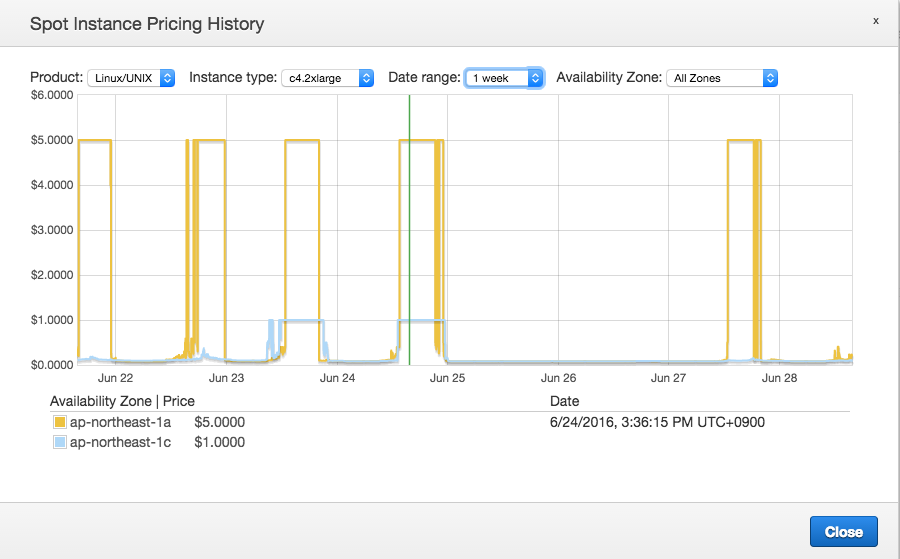 Spot Instance Pricing History x
Product: Linux/UNIX Instance type: c4.2xlarge Date range: 1 week Availability Zone: All Zones
$6.0000
$5.0000
$4.0000
$3.0000
$2.0000
$1.0000
$0.0000
Jun 22 Jun 23 Jun 24 Jun 25 Jun 26 Jun 27 Jun 28
Availability Zone | Price Date
ap-northeast-1a $5.0000 6/24/2016, 3:36:15 PM UTC+0900
ap-northeast-1c $1.0000
Close